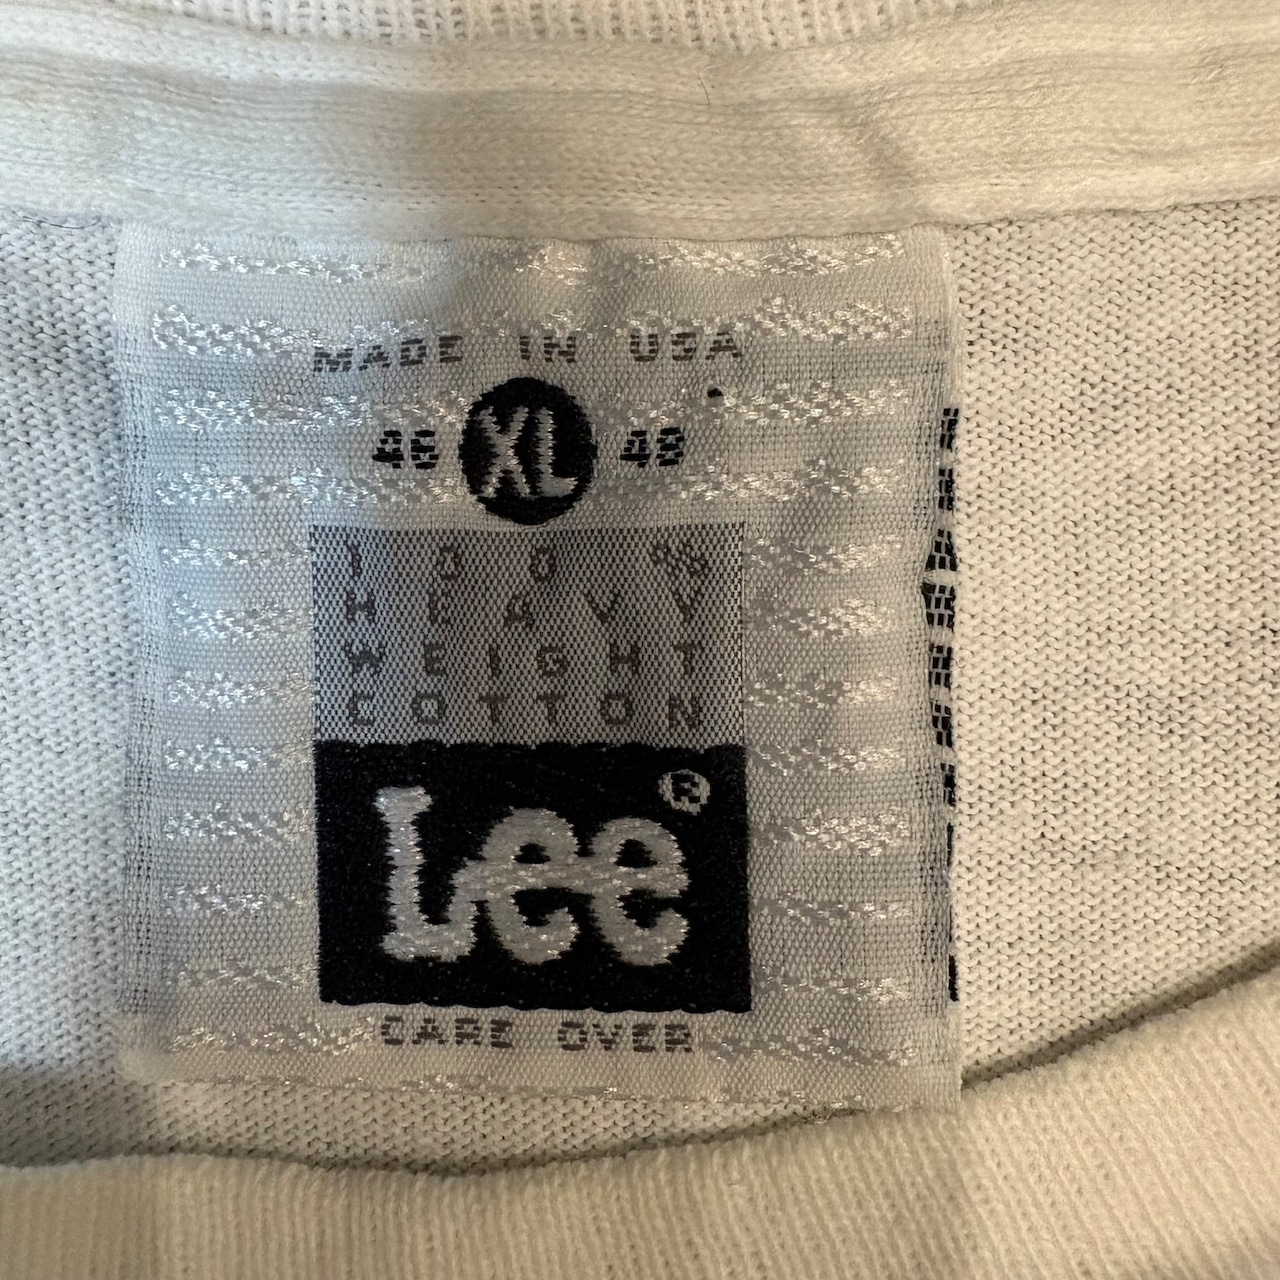 MADE IN USA
46 XL 48
100%
HEAVY
WEIGHT
COTTON
Lee®
CARE OVER